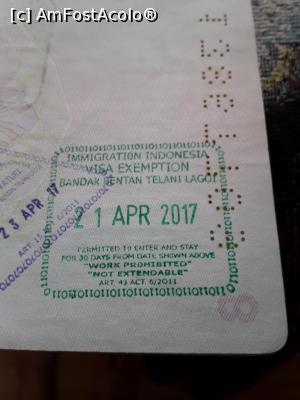 [c] AmFostAcolo®
IMMIGRATION INDONESIA
VISA EXEMPTION
BANDAR BENTAN TELANI LAGOI
21 APR 2017
PERMITTED TO ENTER AND STAY
FOR 30 DAYS FROM DATE SHOWN ABOVE
"WORK PROHIBITED"
"NOT EXTENDABLE"
ART. 43 ACT. 6/2011
23 APR 17